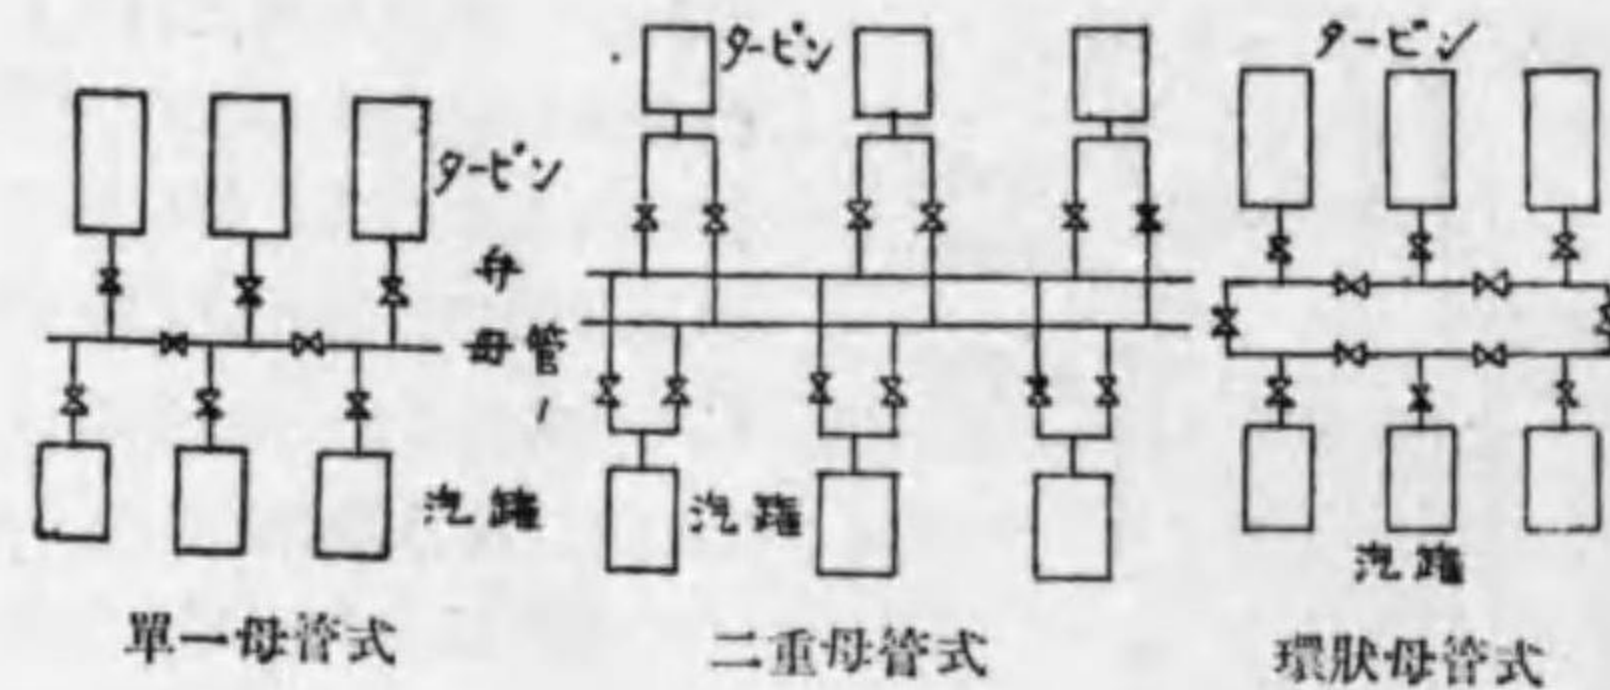 タービン
弁
母管
汽罐
單一母管式
タービン
汽罐
二重母管式
タービン
汽罐
環狀母管式